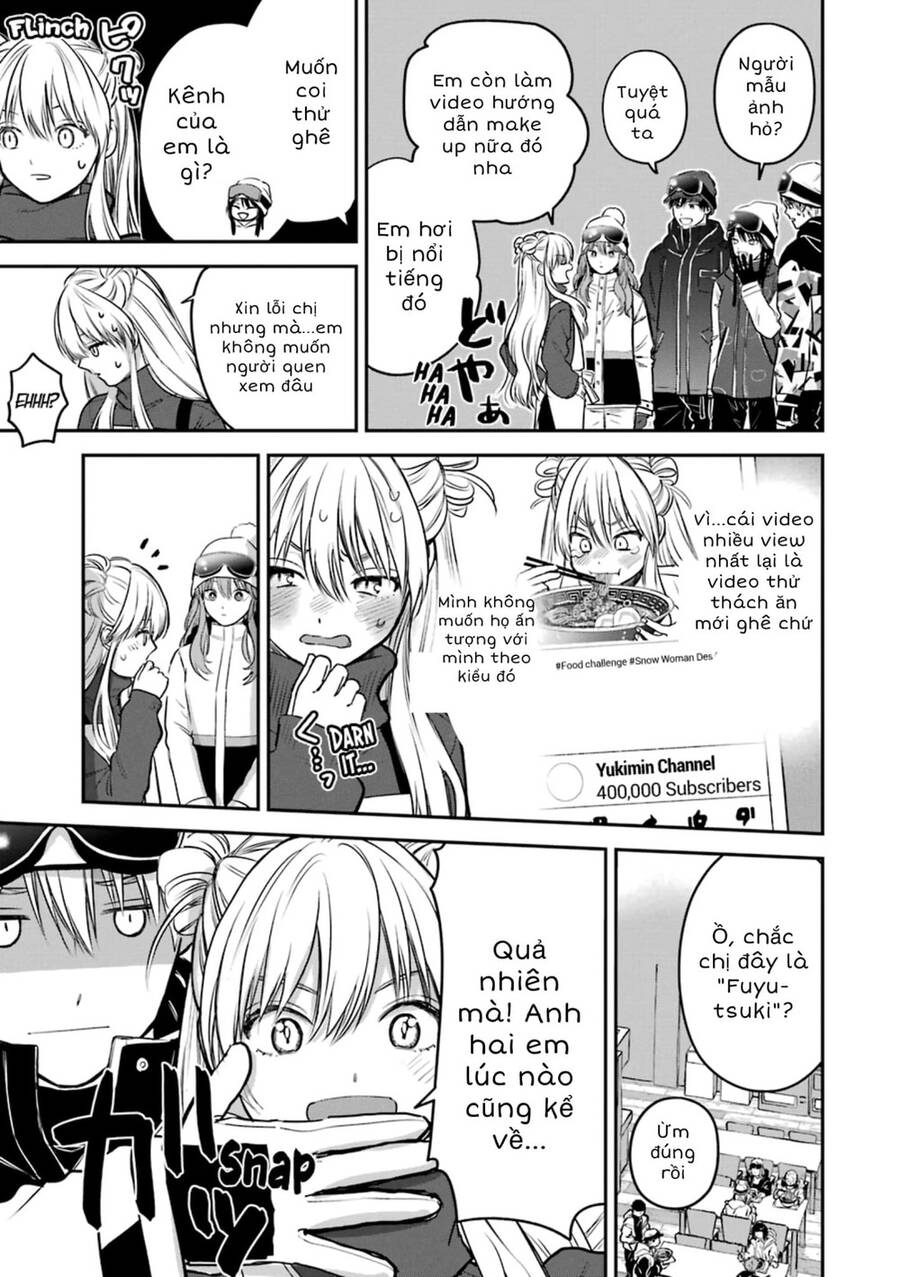 Người
mẫu
ảnh
hỏ?
Tuyệt
quá
ta
Em còn làm
video hướng
dẫn make
up nữa đó
nha
Em hơi
bị nổi
tiếng
đó
どやぁ
HA
HA
HA
Muốn
coi
thử
ghê
Kênh
của
em là
gì?
FLinch
ピクッ
Xin lỗi chị
nhưng mà...em
không muốn
người quen
xem đâu
EHHH?
Vì...cái video
nhiều view
nhất lại là
video thử
thách ăn
mới ghê chứ
#Food challenge #Snow Woman Des
Yukimin Channel
400,000 Subscribers
Mình không
muốn họ ấn
tượng với
mình theo
kiểu đó
DARN
IT...
く…っ
Ồ, chắc
chị đây là
"Fuyu-
tsuki"?
Ừm
đúng
rồi
Quả
nhiên
mà! Anh
hai em
lúc nào
cũng kể
về...
snap
ガッ